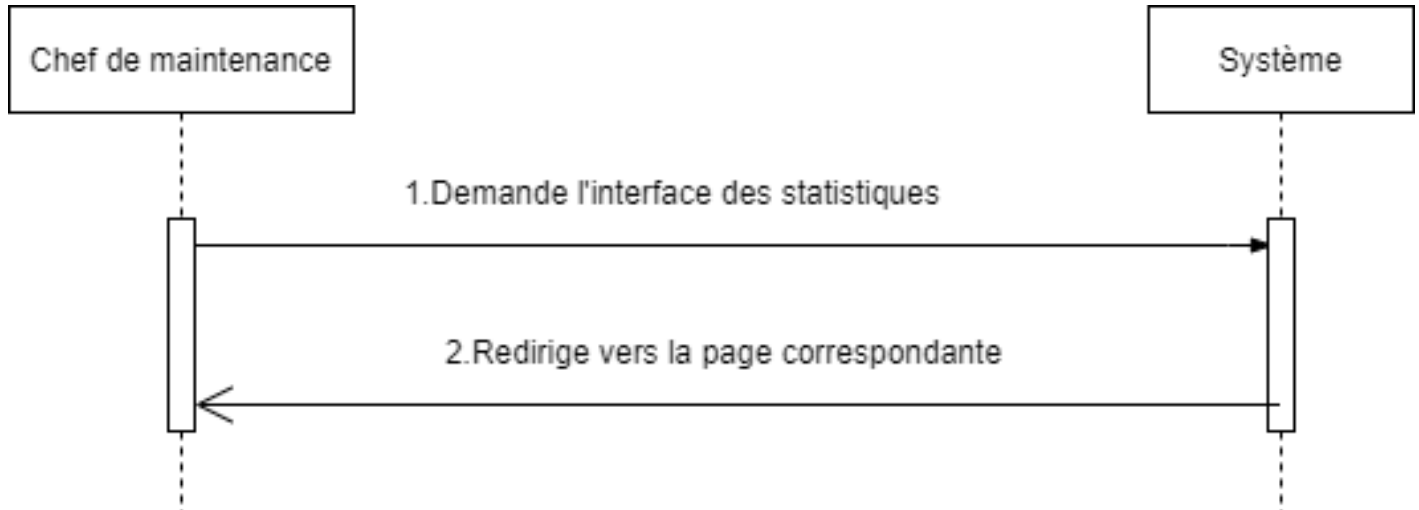 Chef de maintenance
Système
1.Demande l'interface des statistiques
2.Redirige vers la page correspondante